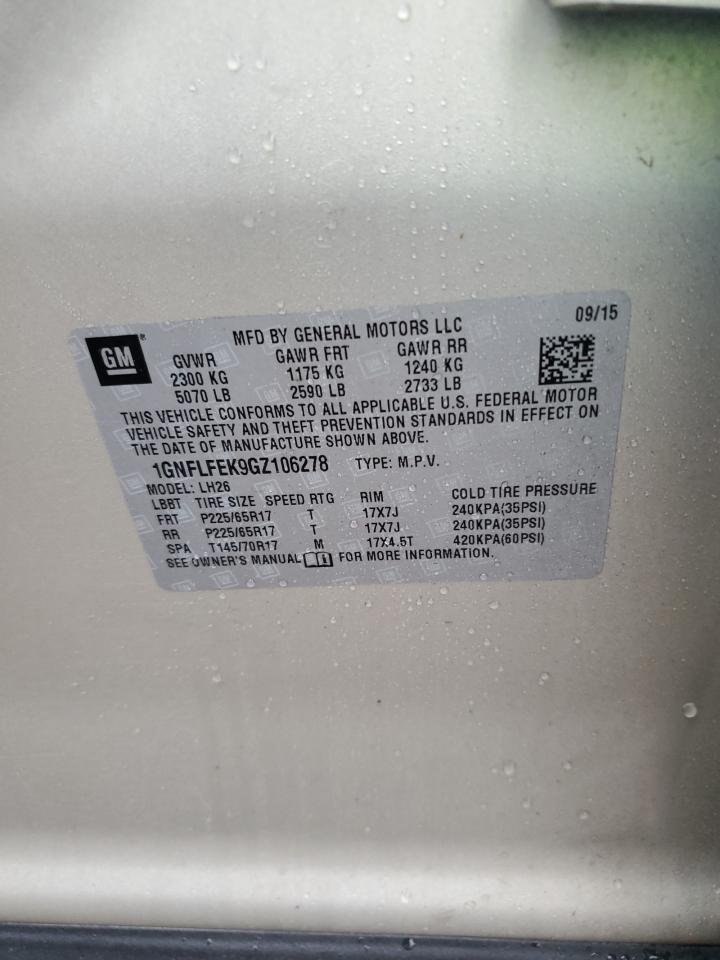 09/15
GM
MFD BY GENERAL MOTORS LLC
GVWR GAWR FRT GAWR RR
2300 KG 1175 KG 1240 KG
5070 LB 2590 LB 2733 LB
THIS VEHICLE CONFORMS TO ALL APPLICABLE U.S. FEDERAL MOTOR
VEHICLE SAFETY AND THEFT PREVENTION STANDARDS IN EFFECT ON
THE DATE OF MANUFACTURE SHOWN ABOVE.
1GNFLFEK9GZ106278 TYPE: M.P.V.
MODEL: LH26
LBBT TIRE SIZE SPEED RTG RIM COLD TIRE PRESSURE
FRT P225/65R17 T 17X7J 240KPA(35PSI)
RR P225/65R17 T 17X7J 240KPA(35PSI)
SPA T145/70R17 M 17X4.5T 420KPA(60PSI)
SEE OWNER'S MANUAL FOR MORE INFORMATION.